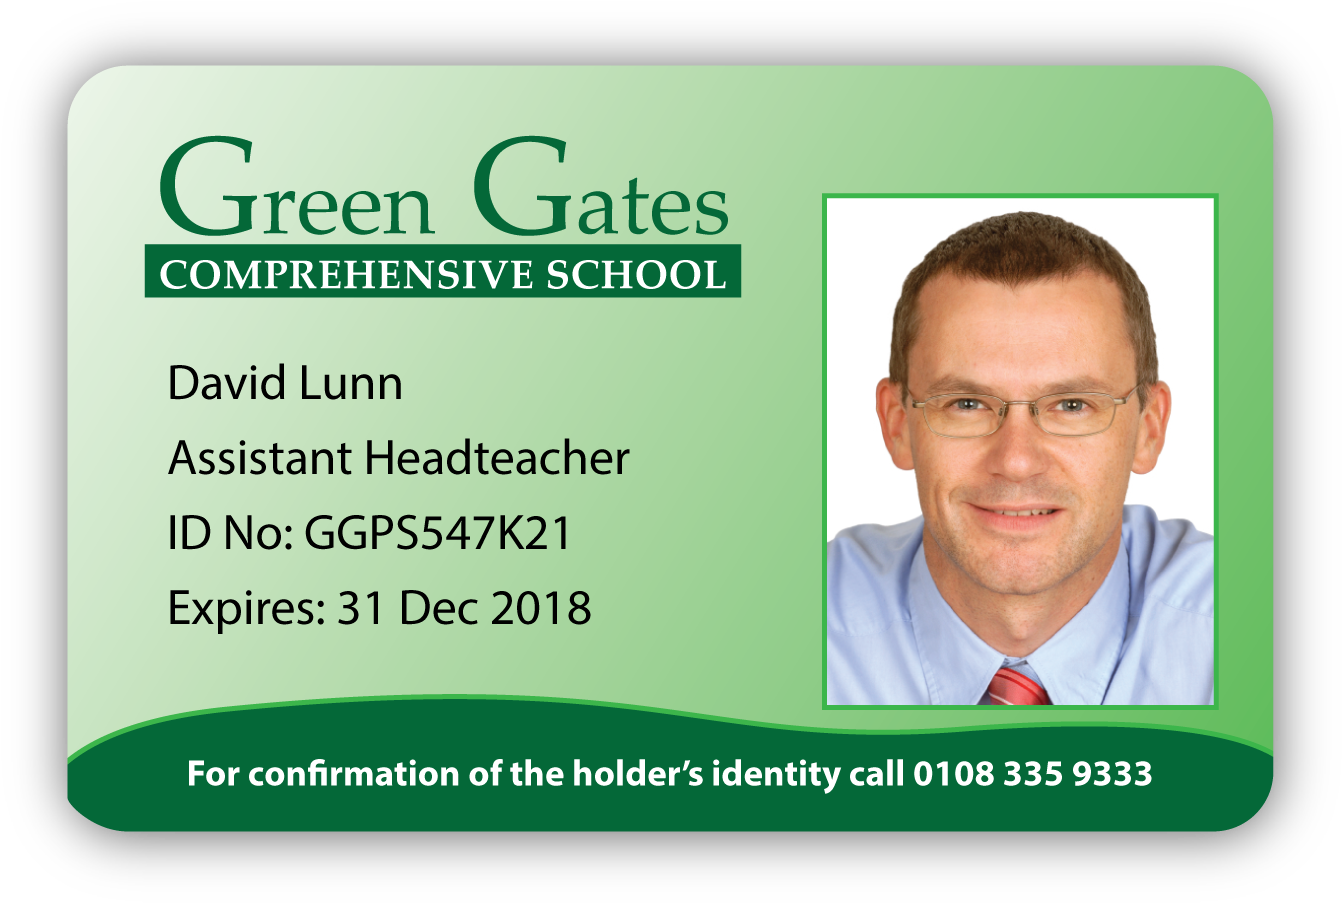 Green Gates
COMPREHENSIVE SCHOOL
David Lunn
Assistant Headteacher
ID No: GGPS547K21
Expires: 31 Dec 2018
For confirmation of the holder’s identity call 0108 335 9333